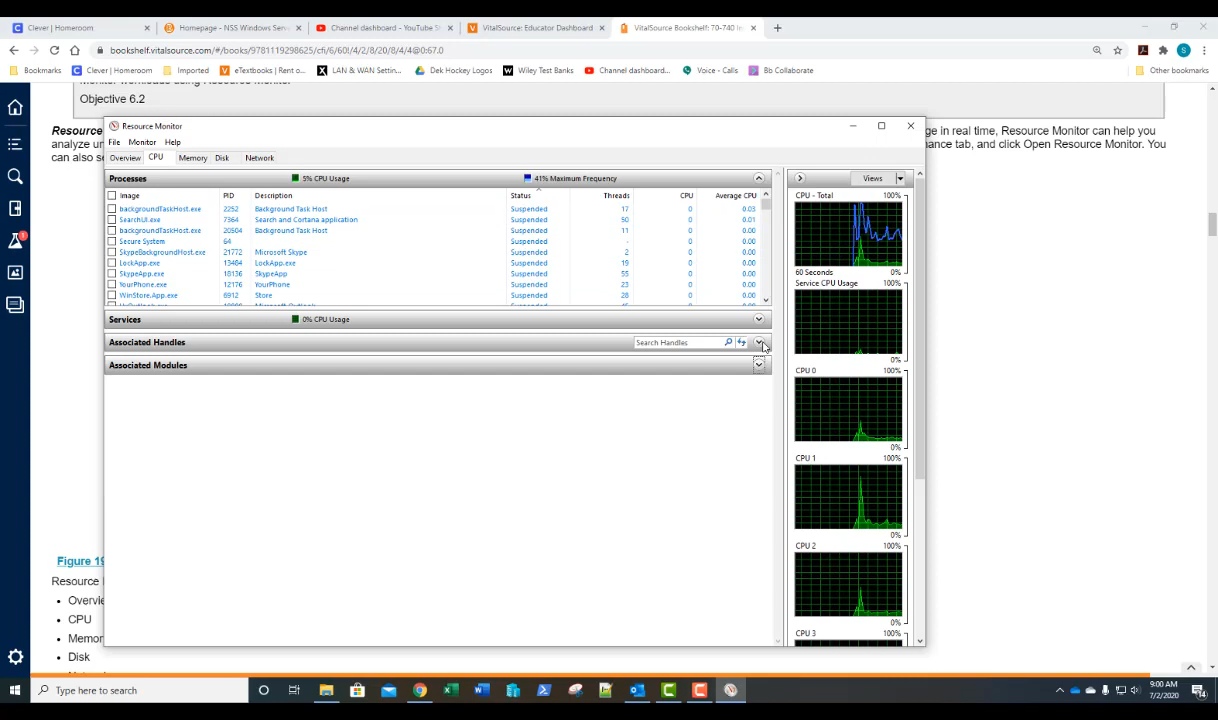 Clever | Homeroom
Homepage - NSS Windows Serv
Channel dashboard - YouTube S
VitalSource: Educator Dashboard
VitalSource Bookshelf: 70-740 In
bookshelf.vitalsource.com/#/books/9781119298625/cfi/6/60!/4/2/8/20/8/4/4@0:67.0
Bookmarks
Clever | Homeroom
Imported
eTextbooks | Rent o...
LAN & WAN Settin...
Dek Hockey Logos
Wiley Test Banks
Channel dashboard...
Voice - Calls
Bb Collaborate
Other bookmarks
Objective 6.2
Resource
ge in real time, Resource Monitor can help you
analyze un
nance tab, and click Open Resource Monitor. You
can also s
Resource Monitor
File Monitor Help
Overview CPU Memory Disk Network
Processes 5% CPU Usage 41% Maximum Frequency
Image PID Description Status Threads CPU Average CPU
backgroundTaskHost.exe 2252 Background Task Host Suspended 17 0 0.03
SearchUI.exe 7364 Search and Cortana application Suspended 50 0 0.01
backgroundTaskHost.exe 20504 Background Task Host Suspended 11 0 0.00
Secure System 64 Suspended - 0 0.00
SkypeBackgroundHost.exe 21772 Microsoft Skype Suspended 2 0 0.00
LockApp.exe 13484 LockApp.exe Suspended 19 0 0.00
SkypeApp.exe 18136 SkypeApp Suspended 55 0 0.00
YourPhone.exe 12176 YourPhone Suspended 23 0 0.00
WinStore.App.exe 6912 Store Suspended 28 0 0.00
Services 0% CPU Usage
Associated Handles Search Handles
Associated Modules
Views
CPU - Total 100%
60 Seconds 0%
Service CPU Usage 100%
0%
CPU 0 100%
0%
CPU 1 100%
0%
CPU 2 100%
0%
CPU 3 100%
Figure 19
Resource
• Overvie
• CPU
• Memor
• Disk
1
Type here to search
9:00 AM
7/2/2020
14